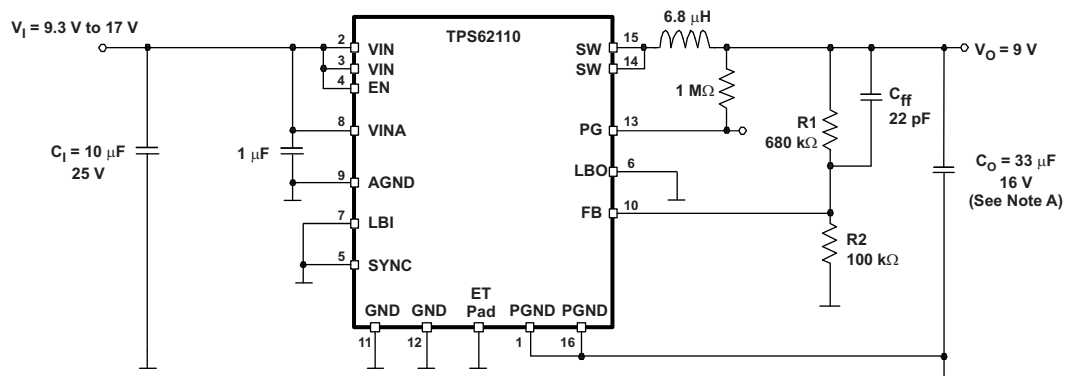 V_I = 9.3 V to 17 V
TPS62110
6.8 µH
V_O = 9 V
2
VIN
3
VIN
4
EN
15
SW
14
SW
1 MΩ
C_ff
22 pF
8
VINA
PG
13
R1
680 kΩ
C_I = 10 µF
25 V
1 µF
LBO
6
C_O = 33 µF
16 V
(See Note A)
9
AGND
FB
10
7
LBI
R2
100 kΩ
5
SYNC
GND
GND
ET
Pad
PGND
PGND
11
12
1
16